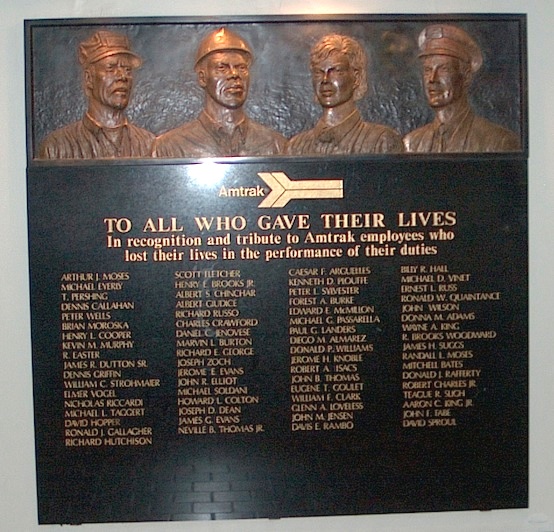 Amtrak
TO ALL WHO GAVE THEIR LIVES
In recognition and tribute to Amtrak employees who
lost their lives in the performance of their duties
ARTHUR J. MOSES
MICHAEL EVERLY
T. PERSHING
DENNIS CALLAHAN
PETER WELLS
BRIAN MOROSKA
HENRY L. COOPER
KEVIN M. MURPHY
R. EASTER
JAMES R. DUTTON SR.
DENNIS GRIFFIN
WILLIAM C. STROHMAIER
ELMER VOGEL
NICHOLAS RICCARDI
MICHAEL L. TAGGERT
DAVID HOPPER
RONALD J. GALLAGHER
RICHARD HUTCHISON
SCOTT FLETCHER
HENRY E. BROOKS JR.
ALBERT S. CHINCHAR
ALBERT GIUDICE
RICHARD RUSSO
CHARLES CRAWFORD
DANIEL C. JENOVESE
MARVIN L. BURTON
RICHARD E. GEORGE
JOSEPH ZOCH
JEROME E. EVANS
JOHN R. ELLIOT
MICHAEL SOLDANI
HOWARD L. COLTON
JOSEPH D. DEAN
JAMES G. EVANS
NEVILLE B. THOMAS JR.
CAESAR F. ARGUELLES
KENNETH D. PLOUFFE
PETER L. SYLVESTER
FOREST A. BURKE
EDWARD E. McMILLON
MICHAEL G. PASSARELLA
PAUL G. LANDERS
DIEGO M. ALMAREZ
DONALD P. WILLIAMS
JEROME H. KNOBLE
ROBERT A. ISACS
JOHN B. THOMAS
EUGENE T. GOULET
WILLIAM F. CLARK
GLENN A. LOVELESS
JOHN M. JENSEN
DAVIS E. RAMBO
BILLY R. HALL
MICHAEL D. VINET
ERNEST L. RUSS
RONALD W. QUAINTANCE
JOHN WILSON
DONNA M. ADAMS
WAYNE A. KING
R. BROOKS WOODWARD
JAMES H. SUGGS
RANDALL L. MOSES
MITCHELL BATES
DONALD J. RAFFERTY
ROBERT CHARLES JR.
TEAGUE R. SLIGH
AARON C. KING JR.
JOHN E.
DAVID SPROUL